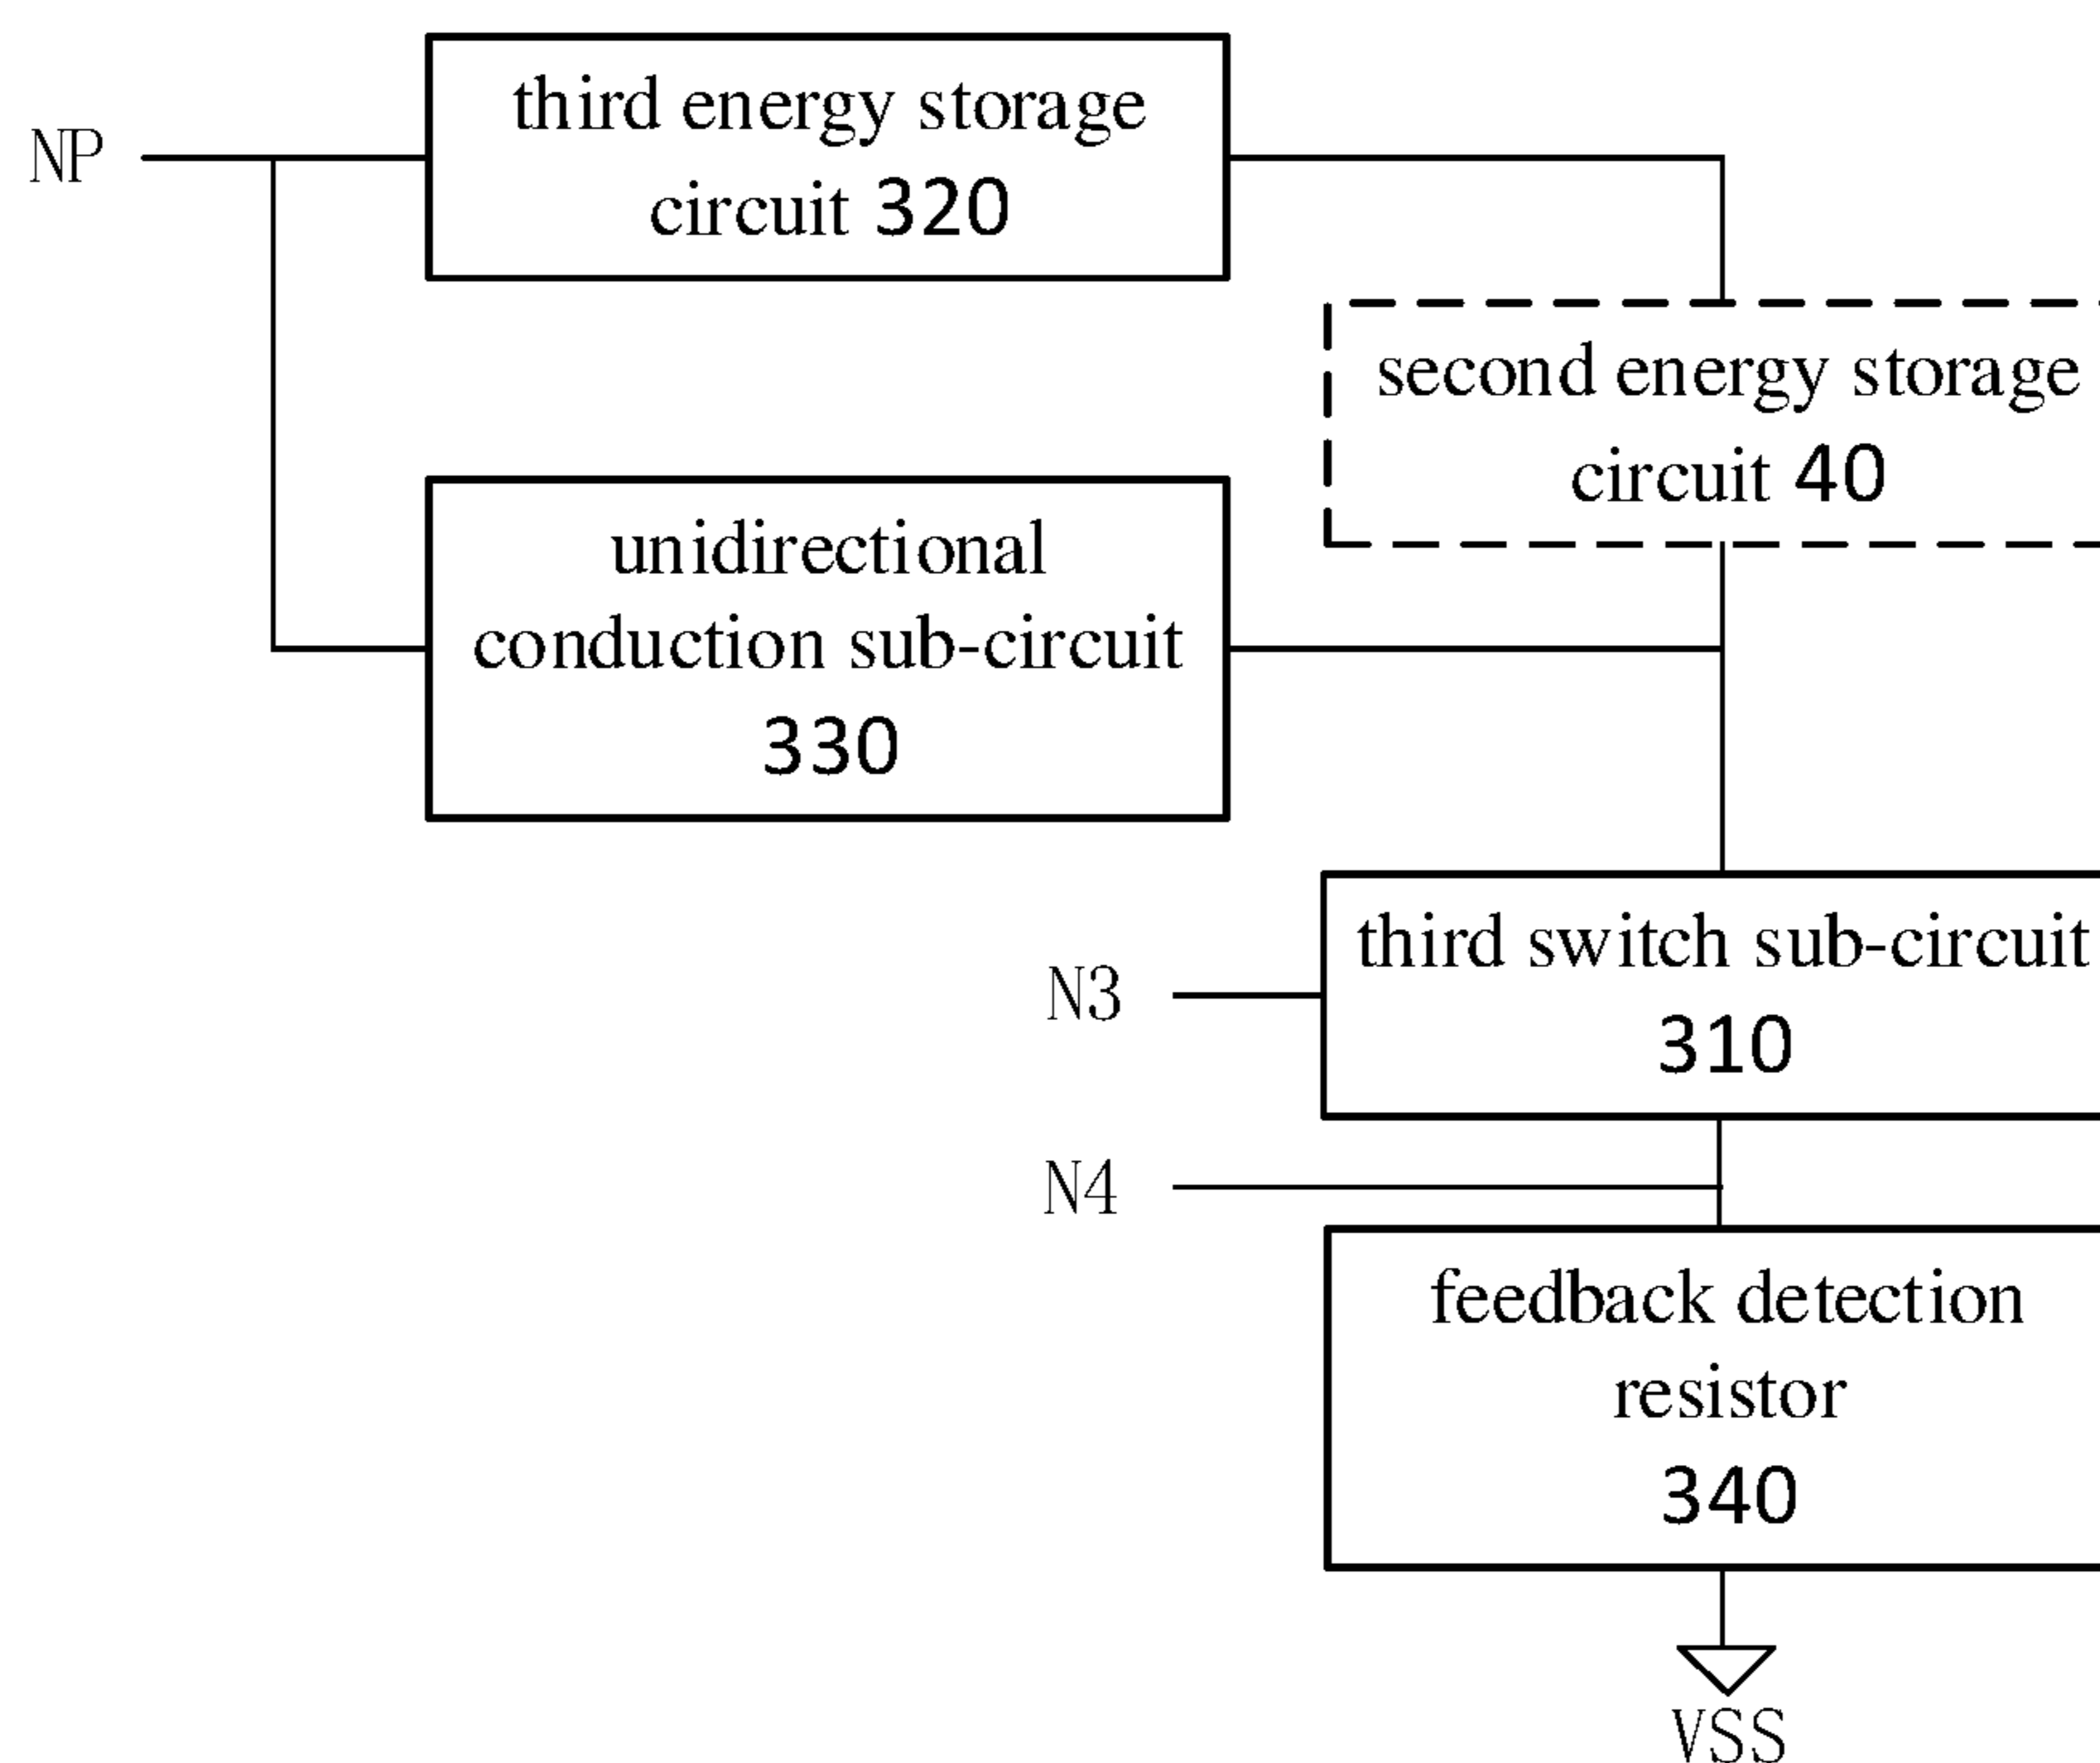 NP
third energy storage
circuit 320
second energy storage
circuit 40
unidirectional
conduction sub-circuit
330
third switch sub-circuit
310
N3
N4
feedback detection
resistor
340
VSS